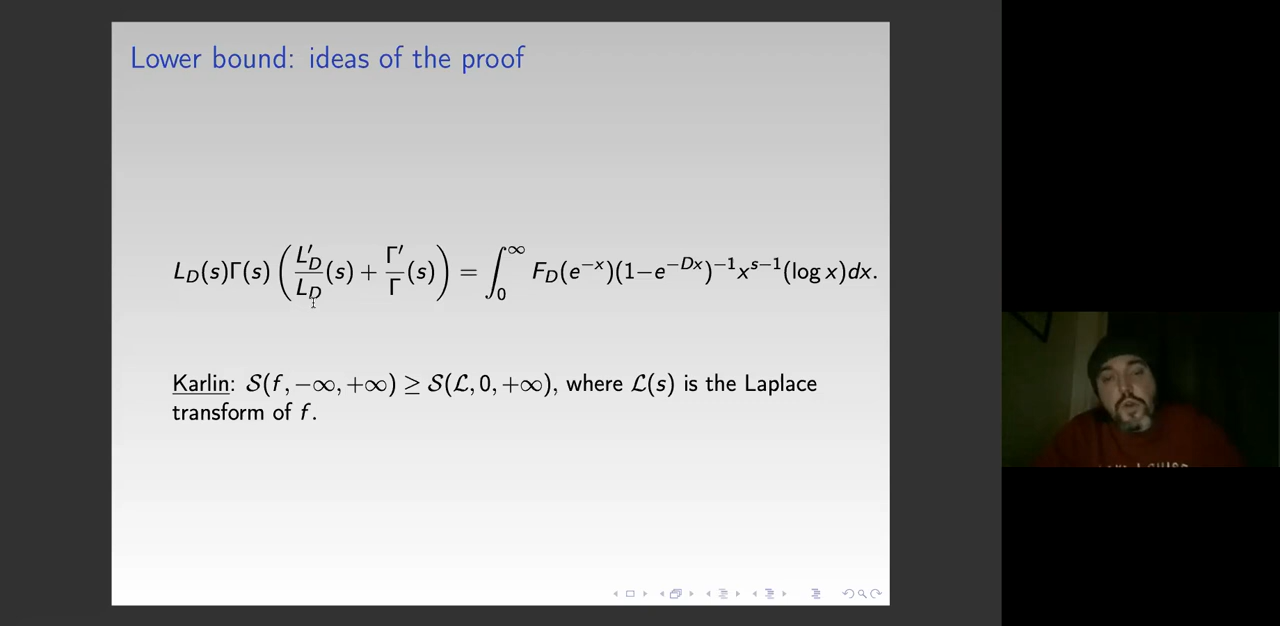 Lower bound: ideas of the proof
L_D(s)Γ(s) (L′_D/L_D (s) + Γ′/Γ (s)) = ∫_0^∞ F_D(e^{−x})(1−e^{−Dx})^{−1}x^{s−1}(log x)dx.
Karlin: S(f, −∞, +∞) ≥ S(L, 0, +∞), where L(s) is the Laplace
transform of f.